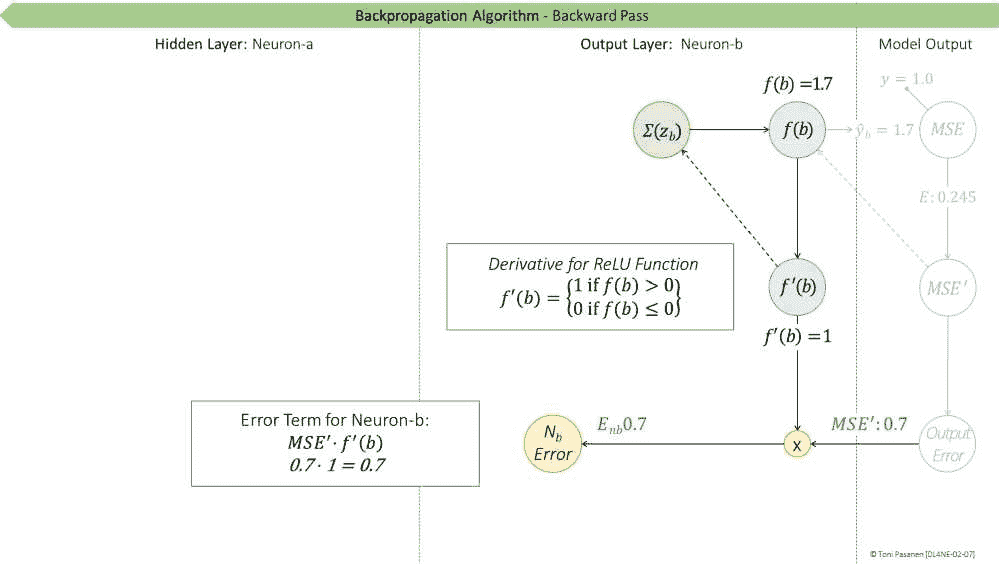 Backpropagation Algorithm - Backward Pass
Hidden Layer: Neuron-a
Output Layer: Neuron-b
Model Output
f(b) =1.7
y = 1.0
Σ(z_b)
f(b)
ŷ_b = 1.7
MSE
E: 0.245
Derivative for ReLU Function
f′(b) = {1 if f(b) > 0}
{0 if f(b) ≤ 0}
f′(b)
MSE′
f′(b) =1
Error Term for Neuron-b:
MSE′ · f′(b)
0.7 · 1 = 0.7
N_b
Error
E_nb 0.7
X
MSE′: 0.7
Output
Error
© Toni Pasanen [DL4NE-02-07]